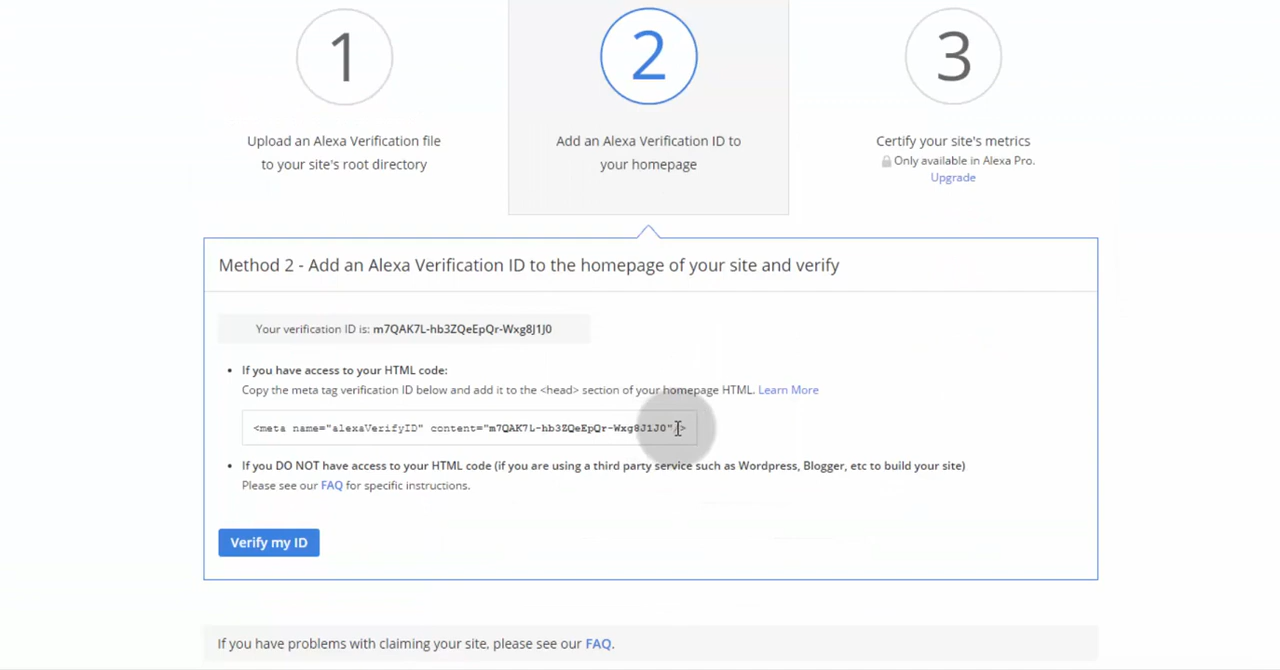 1
2
3
Upload an Alexa Verification file
to your site's root directory
Add an Alexa Verification ID to
your homepage
Certify your site's metrics
Only available in Alexa Pro.
Upgrade
Method 2 - Add an Alexa Verification ID to the homepage of your site and verify
Your verification ID is: m7QAK7L-hb3ZQeEpQr-Wxg8J1J0
If you have access to your HTML code:
Copy the meta tag verification ID below and add it to the <head> section of your homepage HTML. Learn More
<meta name="alexaVerifyID" content="m7QAK7L-hb3ZQeEpQr-Wxg8J1J0"/>
If you DO NOT have access to your HTML code (if you are using a third party service such as Wordpress, Blogger, etc to build your site)
Please see our FAQ for specific instructions.
Verify my ID
If you have problems with claiming your site, please see our FAQ.